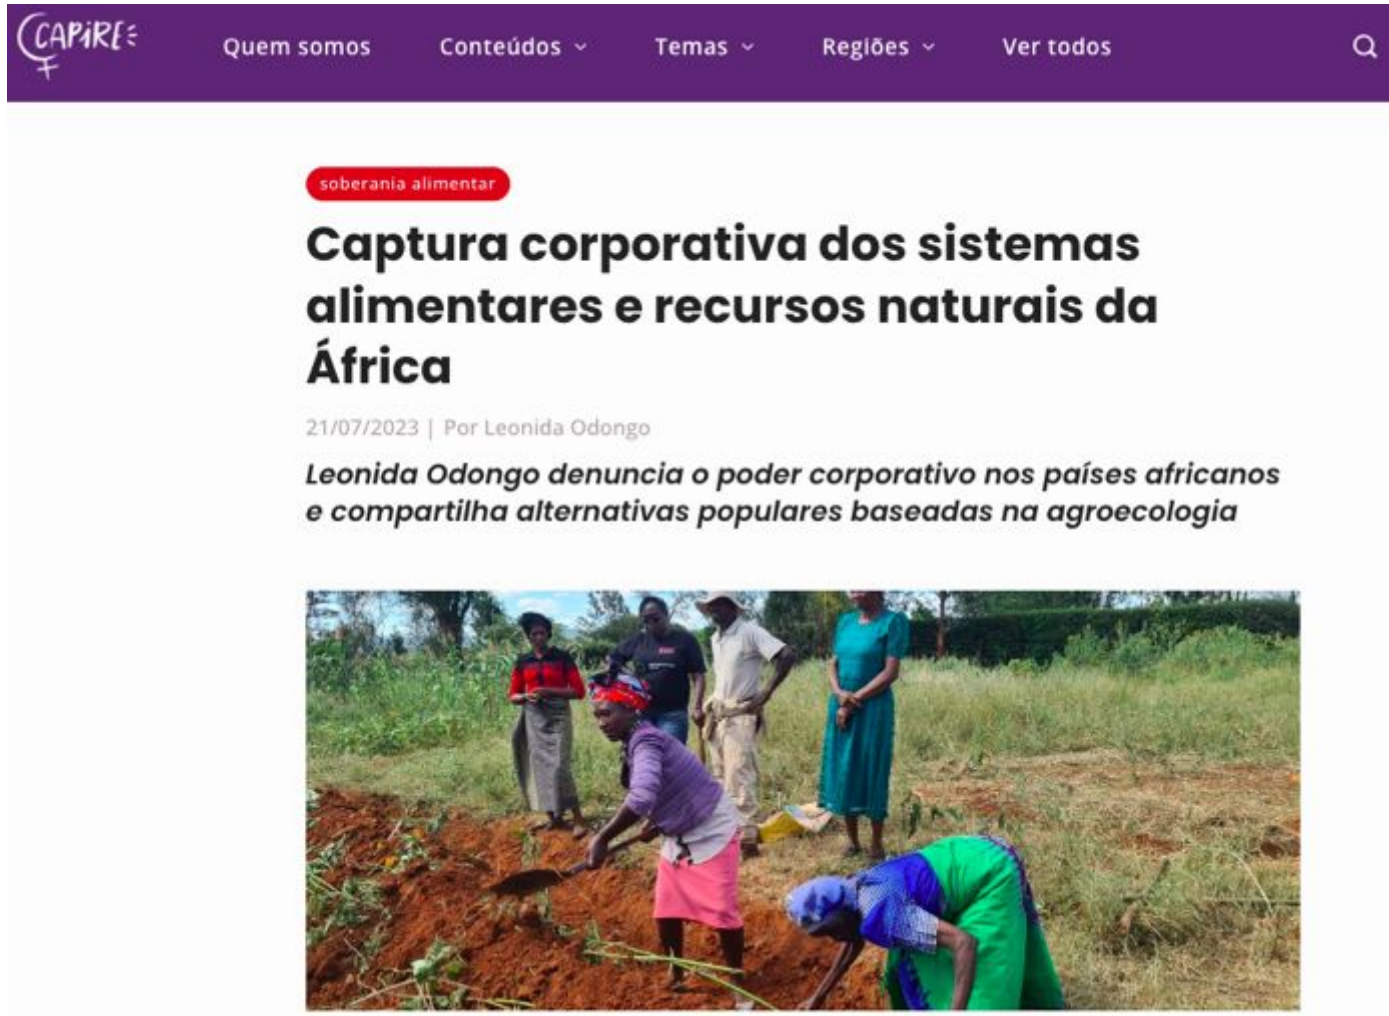 CAPiRE
Quem somos
Conteúdos
Temas
Regiões
Ver todos
soberania alimentar
Captura corporativa dos sistemas
alimentares e recursos naturais da
África
21/07/2023 | Por Leonida Odongo
Leonida Odongo denuncia o poder corporativo nos países africanos
e compartilha alternativas populares baseadas na agroecologia